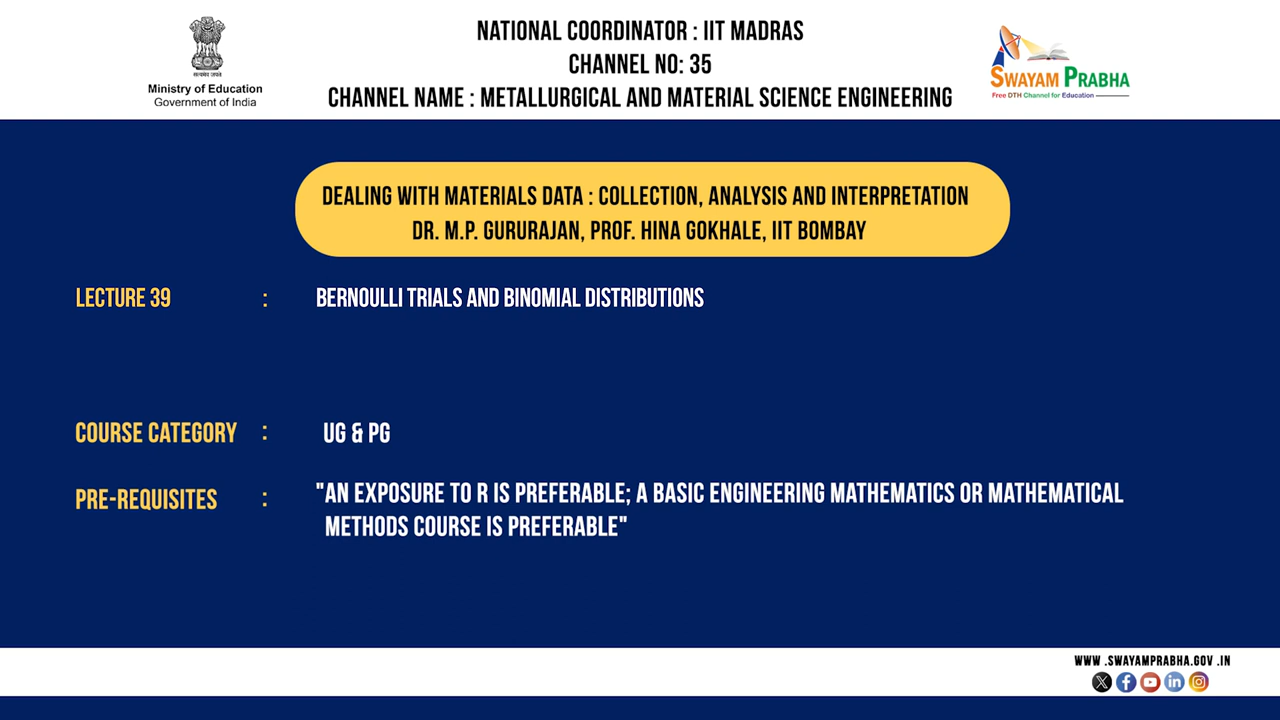 NATIONAL COORDINATOR : IIT MADRAS
CHANNEL NO: 35
CHANNEL NAME : METALLURGICAL AND MATERIAL SCIENCE ENGINEERING
सत्यमेव जयते
Ministry of Education
Government of India
SWAYAM PRABHA
Free DTH Channel for Education
DEALING WITH MATERIALS DATA : COLLECTION, ANALYSIS AND INTERPRETATION
DR. M.P. GURURAJAN, PROF. HINA GOKHALE, IIT BOMBAY
LECTURE 39 : BERNOULLI TRIALS AND BINOMIAL DISTRIBUTIONS
COURSE CATEGORY : UG & PG
PRE-REQUISITES : "AN EXPOSURE TO R IS PREFERABLE; A BASIC ENGINEERING MATHEMATICS OR MATHEMATICAL
METHODS COURSE IS PREFERABLE"
WWW .SWAYAMPRABHA.GOV .IN